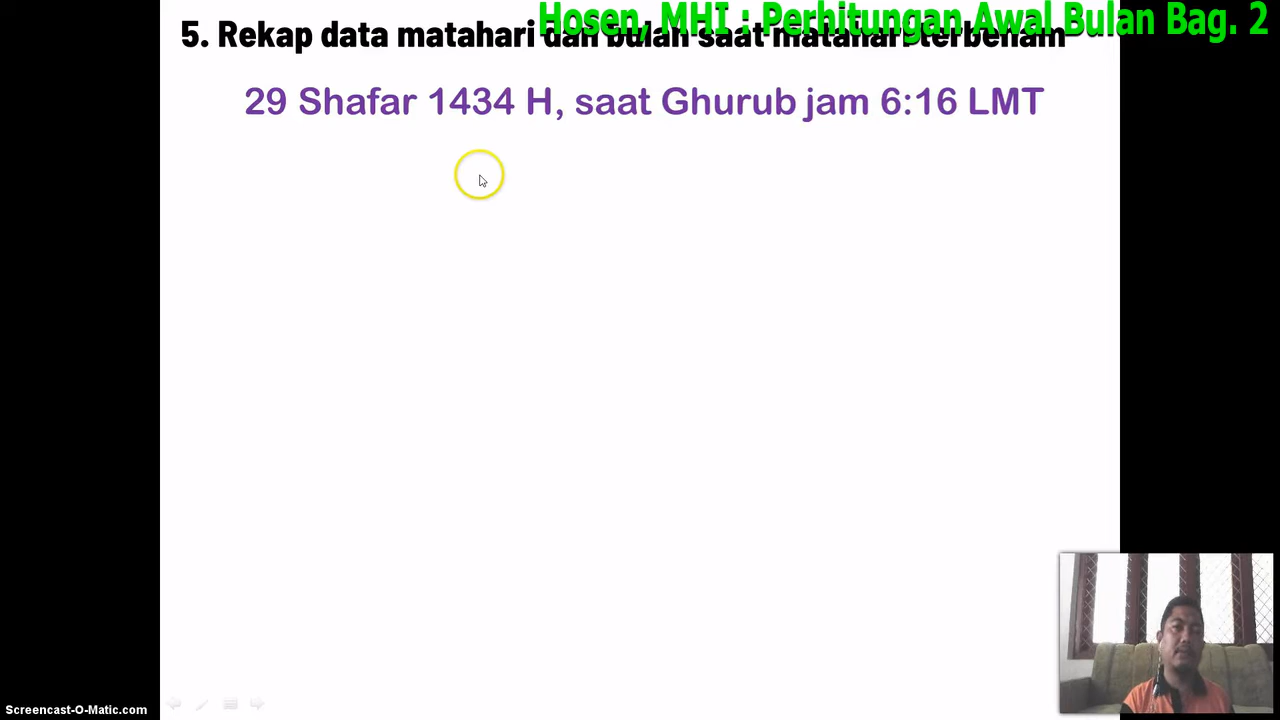 Hosen, MHI : Perhitungan Awal Bulan Bag. 2
5. Rekap data matahari dan bulan saat matahari terbenam
29 Shafar 1434 H, saat Ghurub jam 6:16 LMT
Screencast-O-Matic.com